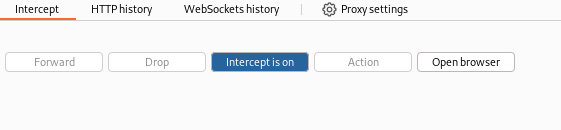 Intercept HTTP history WebSockets history Proxy settings
Forward Drop Intercept is on Action Open browser